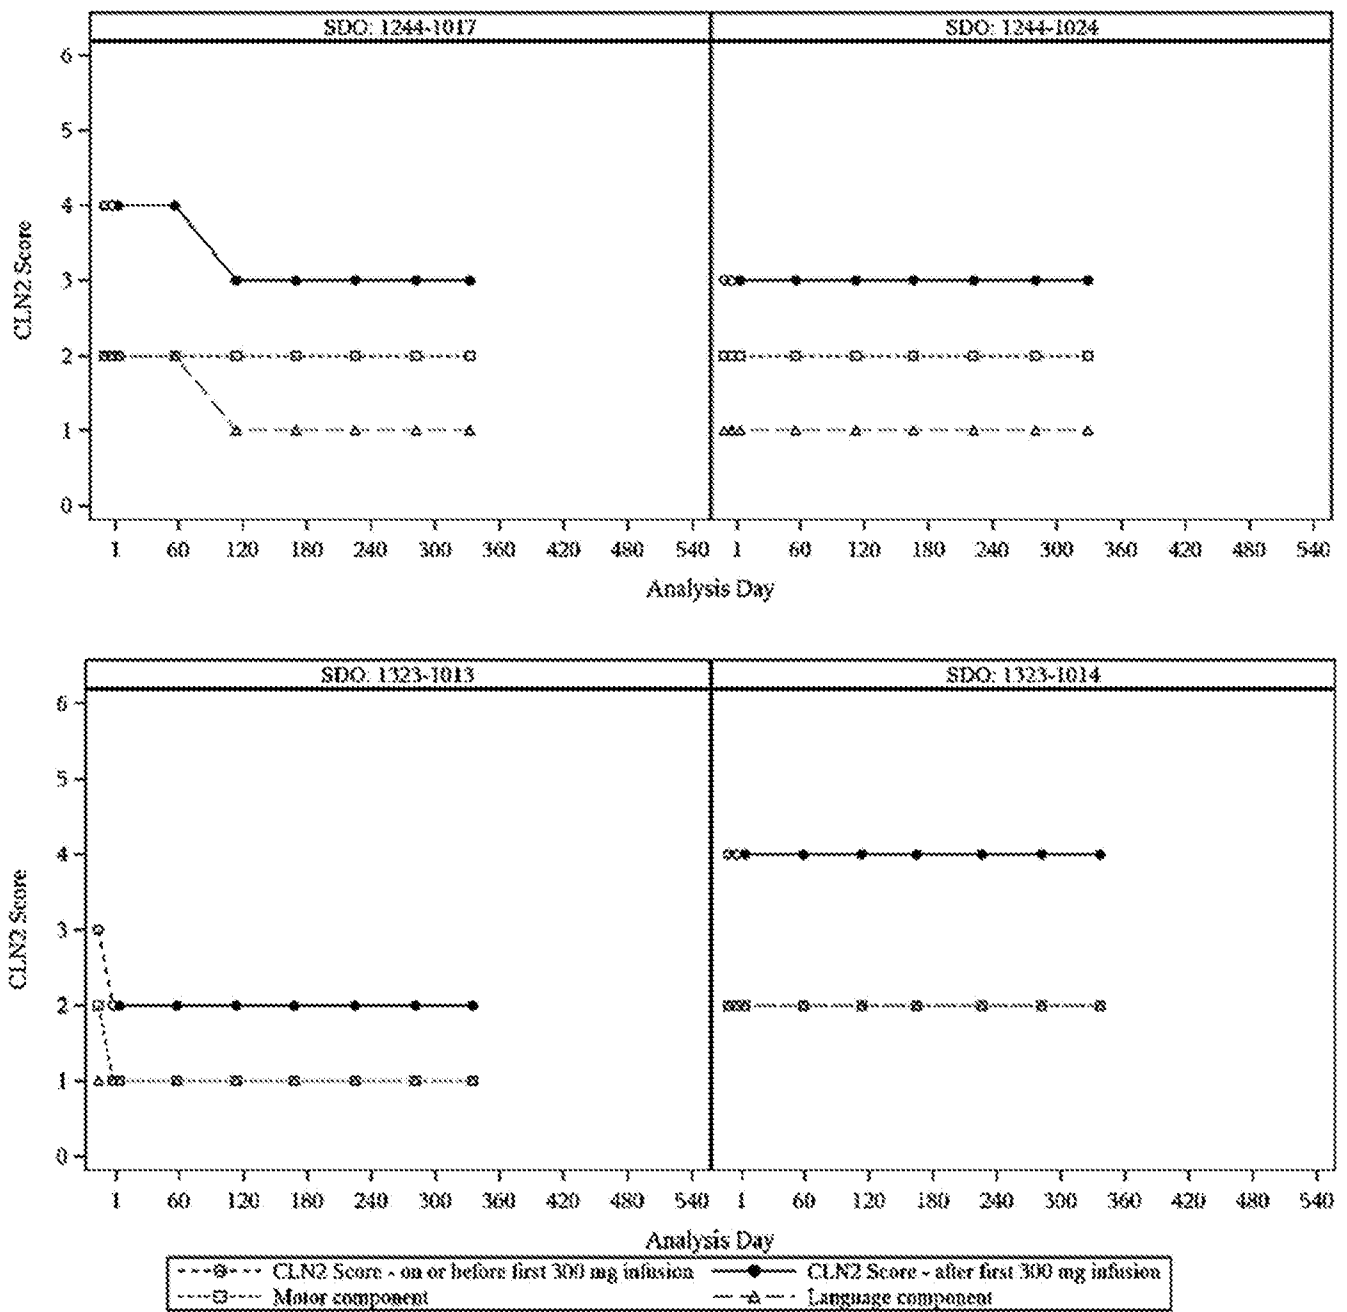 SDO: 1244-1017 SDO: 1244-1024
6
5
4
3
2
1
0
CLN2 Score
1 60 120 180 240 300 360 420 480 540 1 60 120 180 240 300 360 420 480 540
Analysis Day
SDO: 1323-1013 SDO: 1323-1014
6
5
4
3
2
1
0
CLN2 Score
1 60 120 180 240 300 360 420 480 540 1 60 120 180 240 300 360 420 480 540
Analysis Day
CLN2 Score - on or before first 300 mg infusion CLN2 Score - after first 300 mg infusion
Motor component Language component